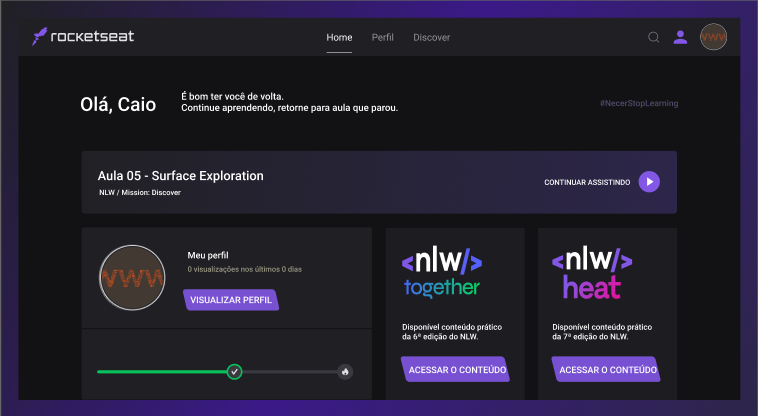 rocketseat
Home Perfil Discover
VWW
Olá, Caio
É bom ter você de volta.
Continue aprendendo, retorne para aula que parou.
#NecerStopLearning
Aula 05 - Surface Exploration
NLW / Mission: Discover
CONTINUAR ASSISTINDO
VWW
Meu perfil
0 visualizações nos últimos 0 dias
VISUALIZAR PERFIL
<nlw/>
together
Disponível conteúdo prático
da 6ª edição do NLW.
ACESSAR O CONTEÚDO
<nlw/>
heat
Disponível conteúdo prático
da 7ª edição do NLW.
ACESSAR O CONTEÚDO